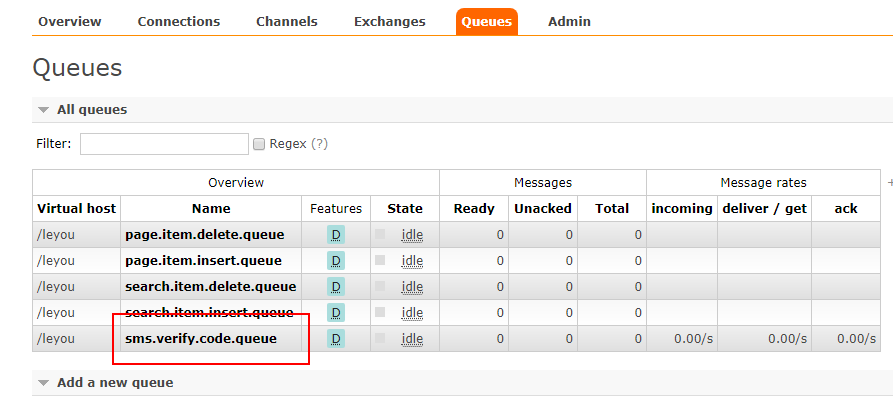 Overview Connections Channels Exchanges Queues Admin
Queues
All queues
Filter: Regex (?)
Overview Messages Message rates +
Virtual host Name Features State Ready Unacked Total incoming deliver / get ack
/leyou page.item.delete.queue D idle 0 0 0
/leyou page.item.insert.queue D idle 0 0 0
/leyou search.item.delete.queue D idle 0 0 0
/leyou search.item.insert.queue D idle 0 0 0
/leyou sms.verify.code.queue D idle 0 0 0 0.00/s 0.00/s 0.00/s
Add a new queue